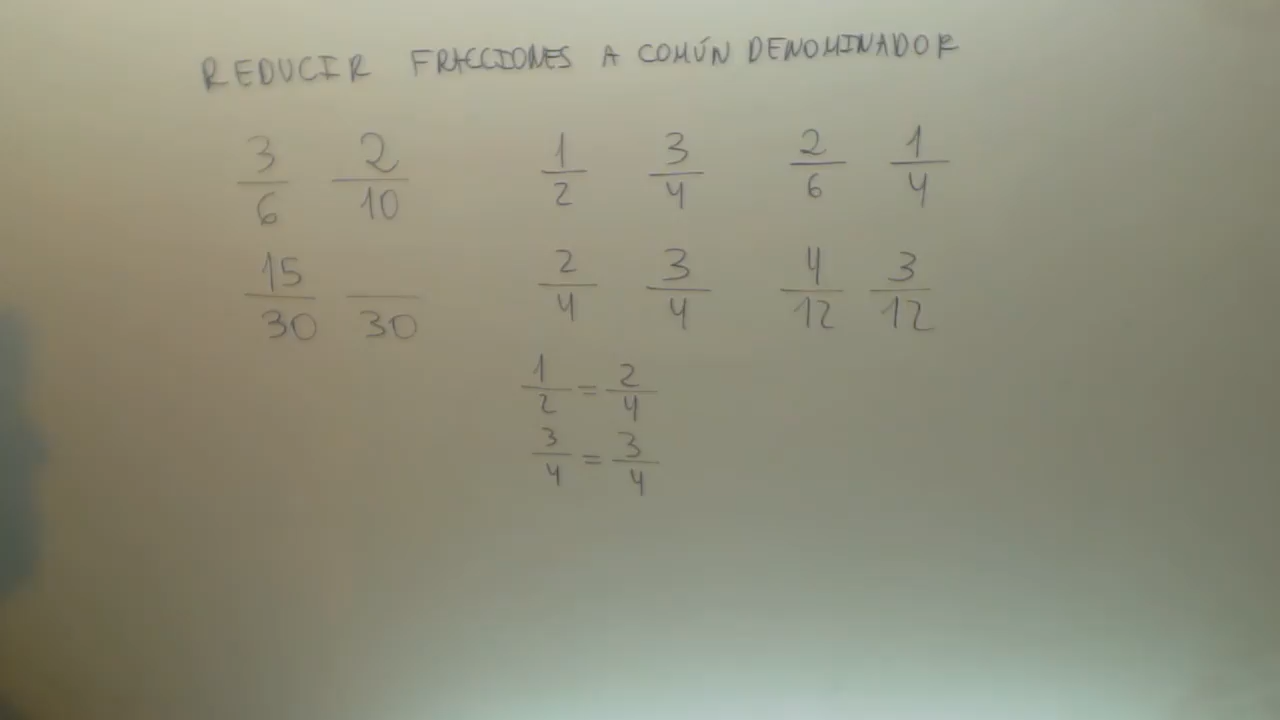 REDUCIR FRACCIONES A COMÚN DENOMINADOR
3 2 1 3 2 1
6 10 2 4 6 4
15 2 3 4 3
30 30 4 4 12 12
1 = 2
2 4
3 = 3
4 4